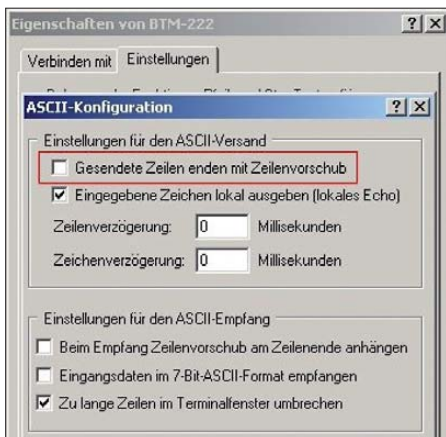 Eigenschaften von BTM-222
Verbinden mit Einstellungen
ASCII-Konfiguration
Einstellungen für den ASCII-Versand
Gesendete Zeilen enden mit Zeilenvorschub
Eingegebene Zeichen lokal ausgeben (lokales Echo)
Zeilenverzögerung: 0 Millisekunden
Zeichenverzögerung: 0 Millisekunden
Einstellungen für den ASCII-Empfang
Beim Empfang Zeilenvorschub am Zeilenende anhängen
Eingangsdaten im 7-Bit-ASCII-Format empfangen
Zu lange Zeilen im Terminalfenster umbrechen